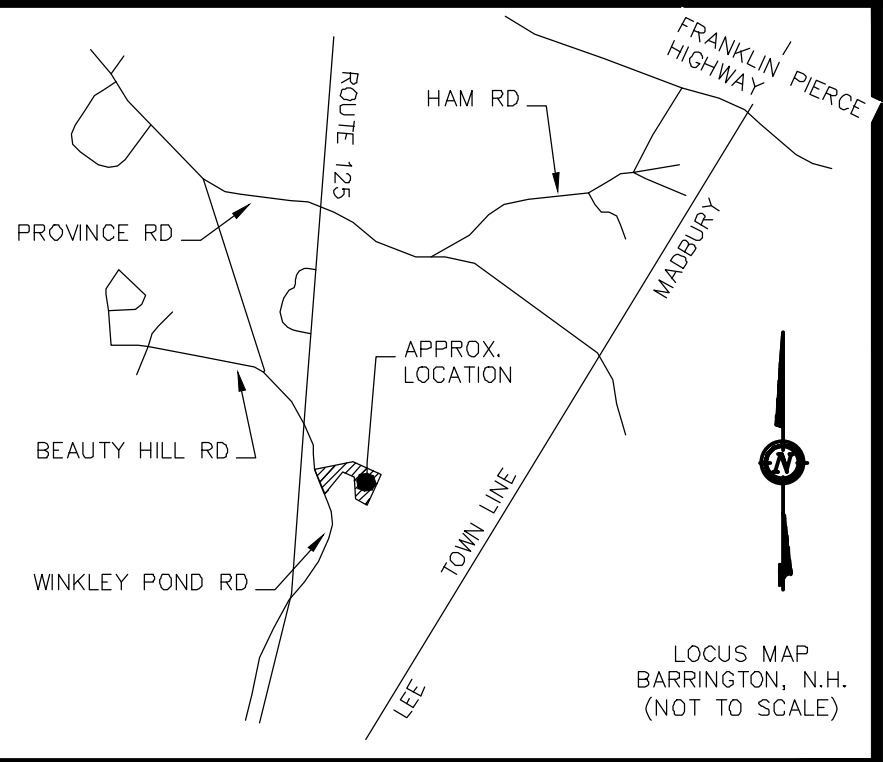 FRANKLIN PIERCE
HIGHWAY
HAM RD
ROUTE 125
PROVINCE RD
MADBURY
APPROX.
LOCATION
BEAUTY HILL RD
N
TOWN LINE
WINKLEY POND RD
LEE
LOCUS MAP
BARRINGTON, N.H.
(NOT TO SCALE)